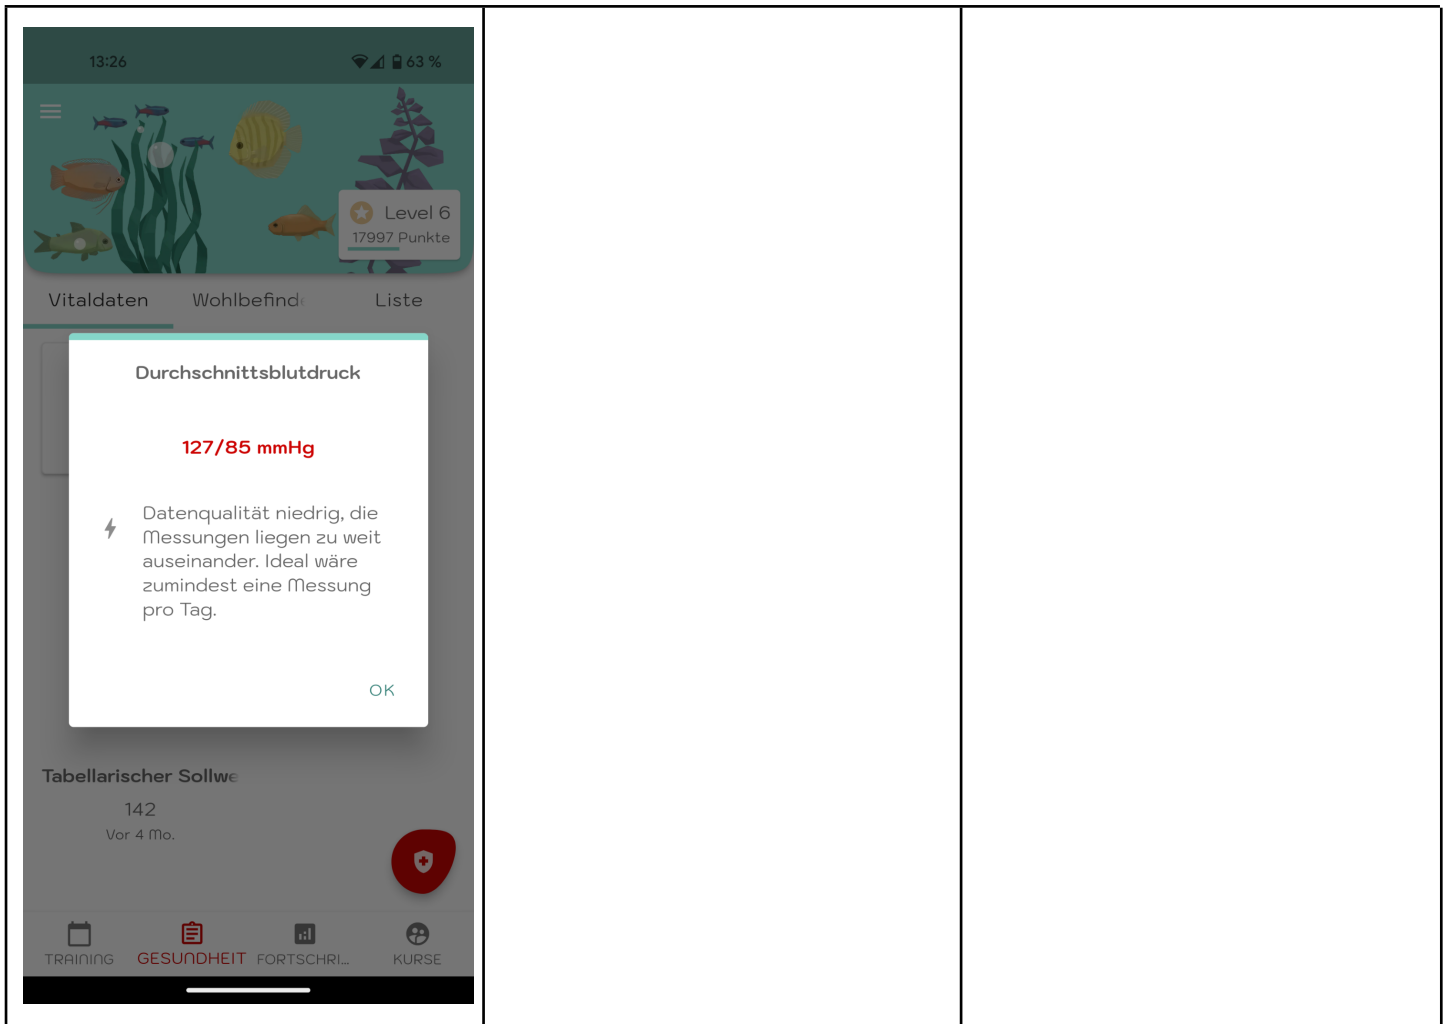 13:26
63 %
Level 6
17997 Punkte
Vitaldaten
Wohlbefinde
Liste
Durchschnittsblutdruck
127/85 mmHg
Datenqualität niedrig, die
Messungen liegen zu weit
auseinander. Ideal wäre
zumindest eine Messung
pro Tag.
OK
Tabellarischer Sollwe
142
Vor 4 Mo.
TRAINING
GESUNDHEIT
FORTSCHRI...
KURSE